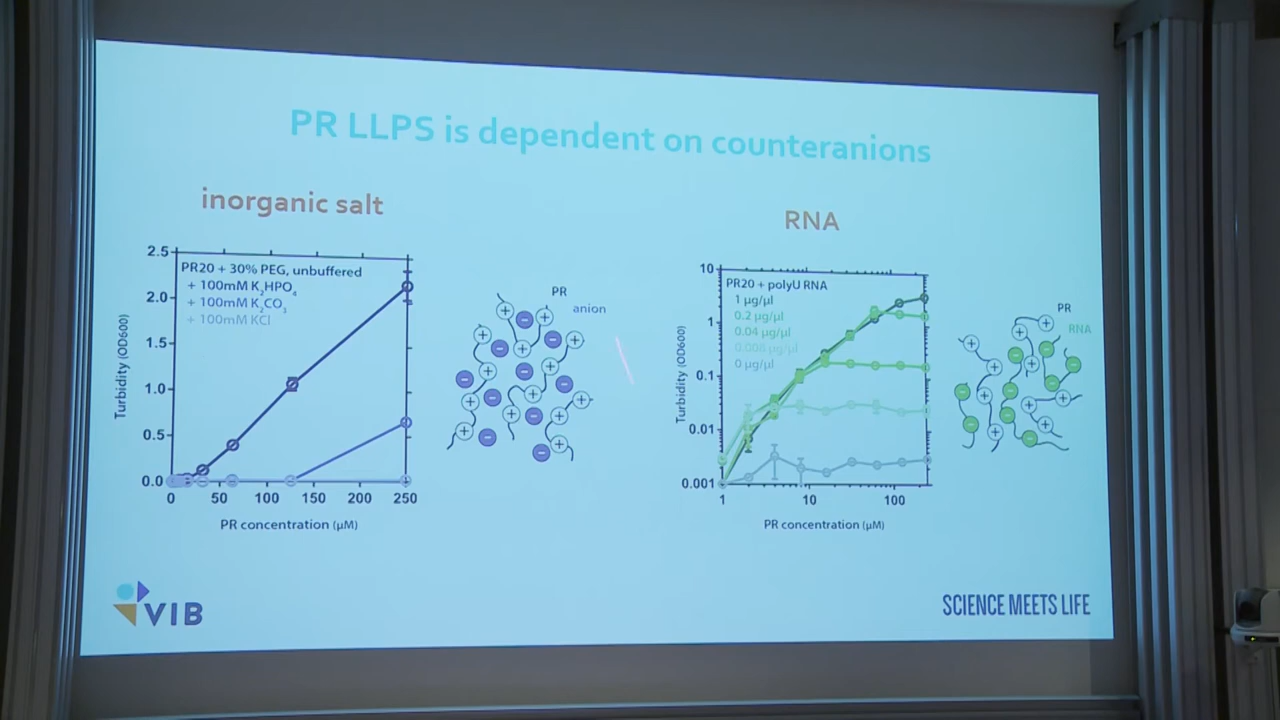 PR LLPS is dependent on counteranions
inorganic salt
2.5
2.0
1.5
1.0
0.5
0.0
Turbidity (OD600)
PR20 + 30% PEG, unbuffered
+ 100mM K₂HPO₄
+ 100mM K₂CO₃
+ 100mM KCl
0 50 100 150 200 250
PR concentration (µM)
PR
anion
RNA
10
1
0.1
0.01
0.001
Turbidity (OD600)
PR20 + polyU RNA
1 µg/µl
0.2 µg/µl
0.04 µg/µl
0.008 µg/µl
0 µg/µl
1 10 100
PR concentration (µM)
PR
RNA
VIB
SCIENCE MEETS LIFE